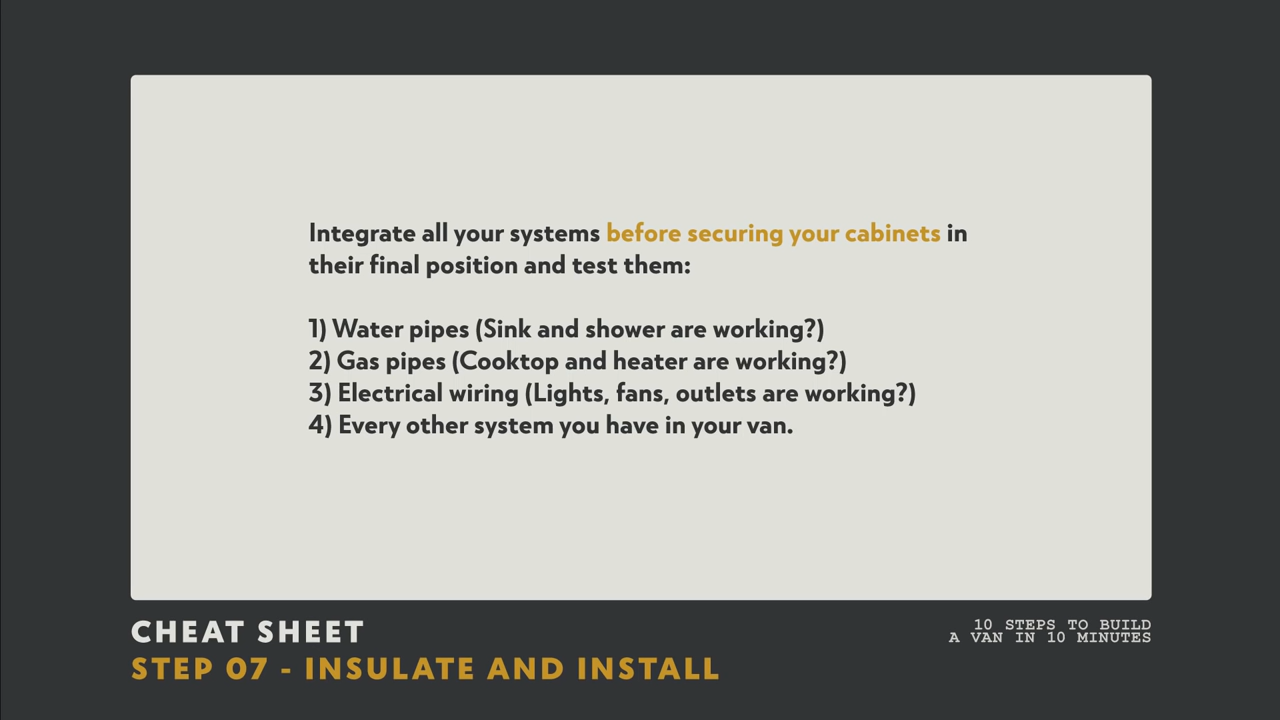 Integrate all your systems before securing your cabinets in
their final position and test them:
1) Water pipes (Sink and shower are working?)
2) Gas pipes (Cooktop and heater are working?)
3) Electrical wiring (Lights, fans, outlets are working?)
4) Every other system you have in your van.
CHEAT SHEET
STEP 07 - INSULATE AND INSTALL
10 STEPS TO BUILD
A VAN IN 10 MINUTES